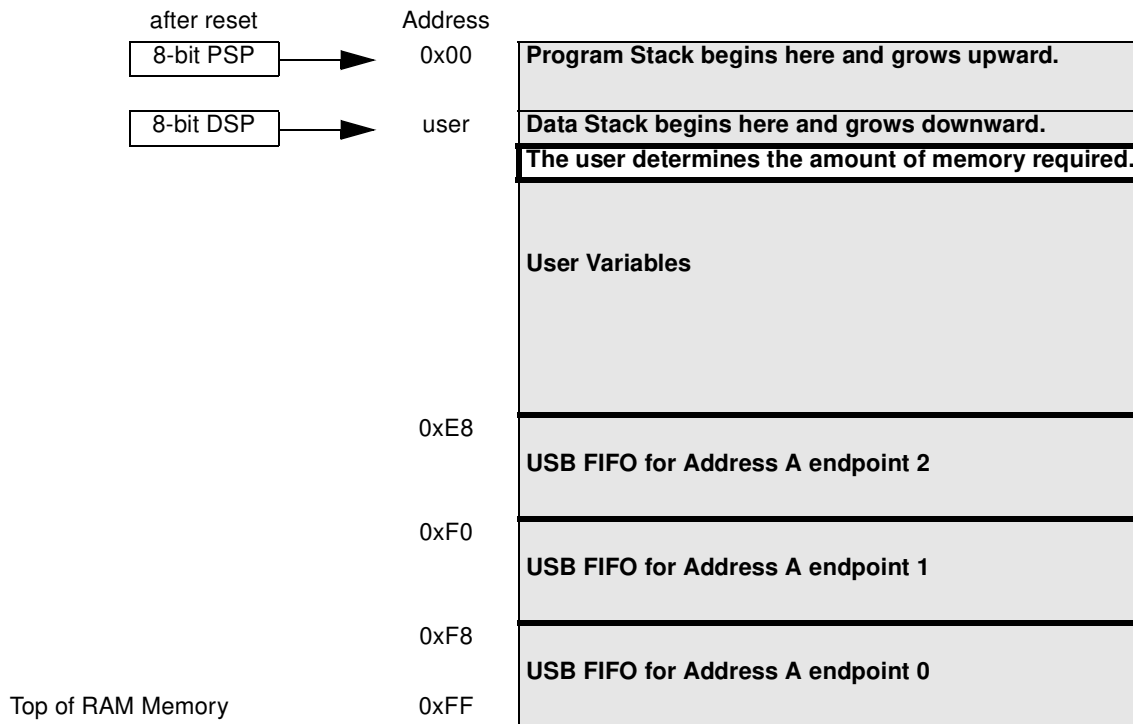 after reset Address
8-bit PSP 0x00 Program Stack begins here and grows upward.
8-bit DSP user Data Stack begins here and grows downward.
The user determines the amount of memory required.
User Variables
0xE8
USB FIFO for Address A endpoint 2
0xF0
USB FIFO for Address A endpoint 1
0xF8
USB FIFO for Address A endpoint 0
Top of RAM Memory 0xFF